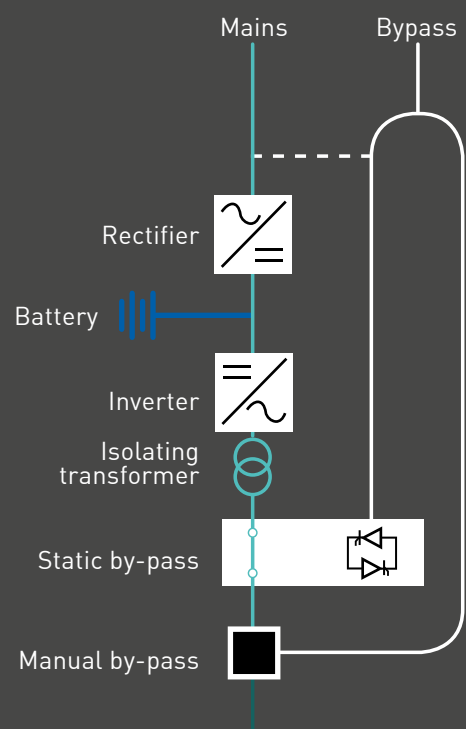 Mains
Bypass
Rectifier
Battery
Inverter
Isolating
transformer
Static by-pass
Manual by-pass